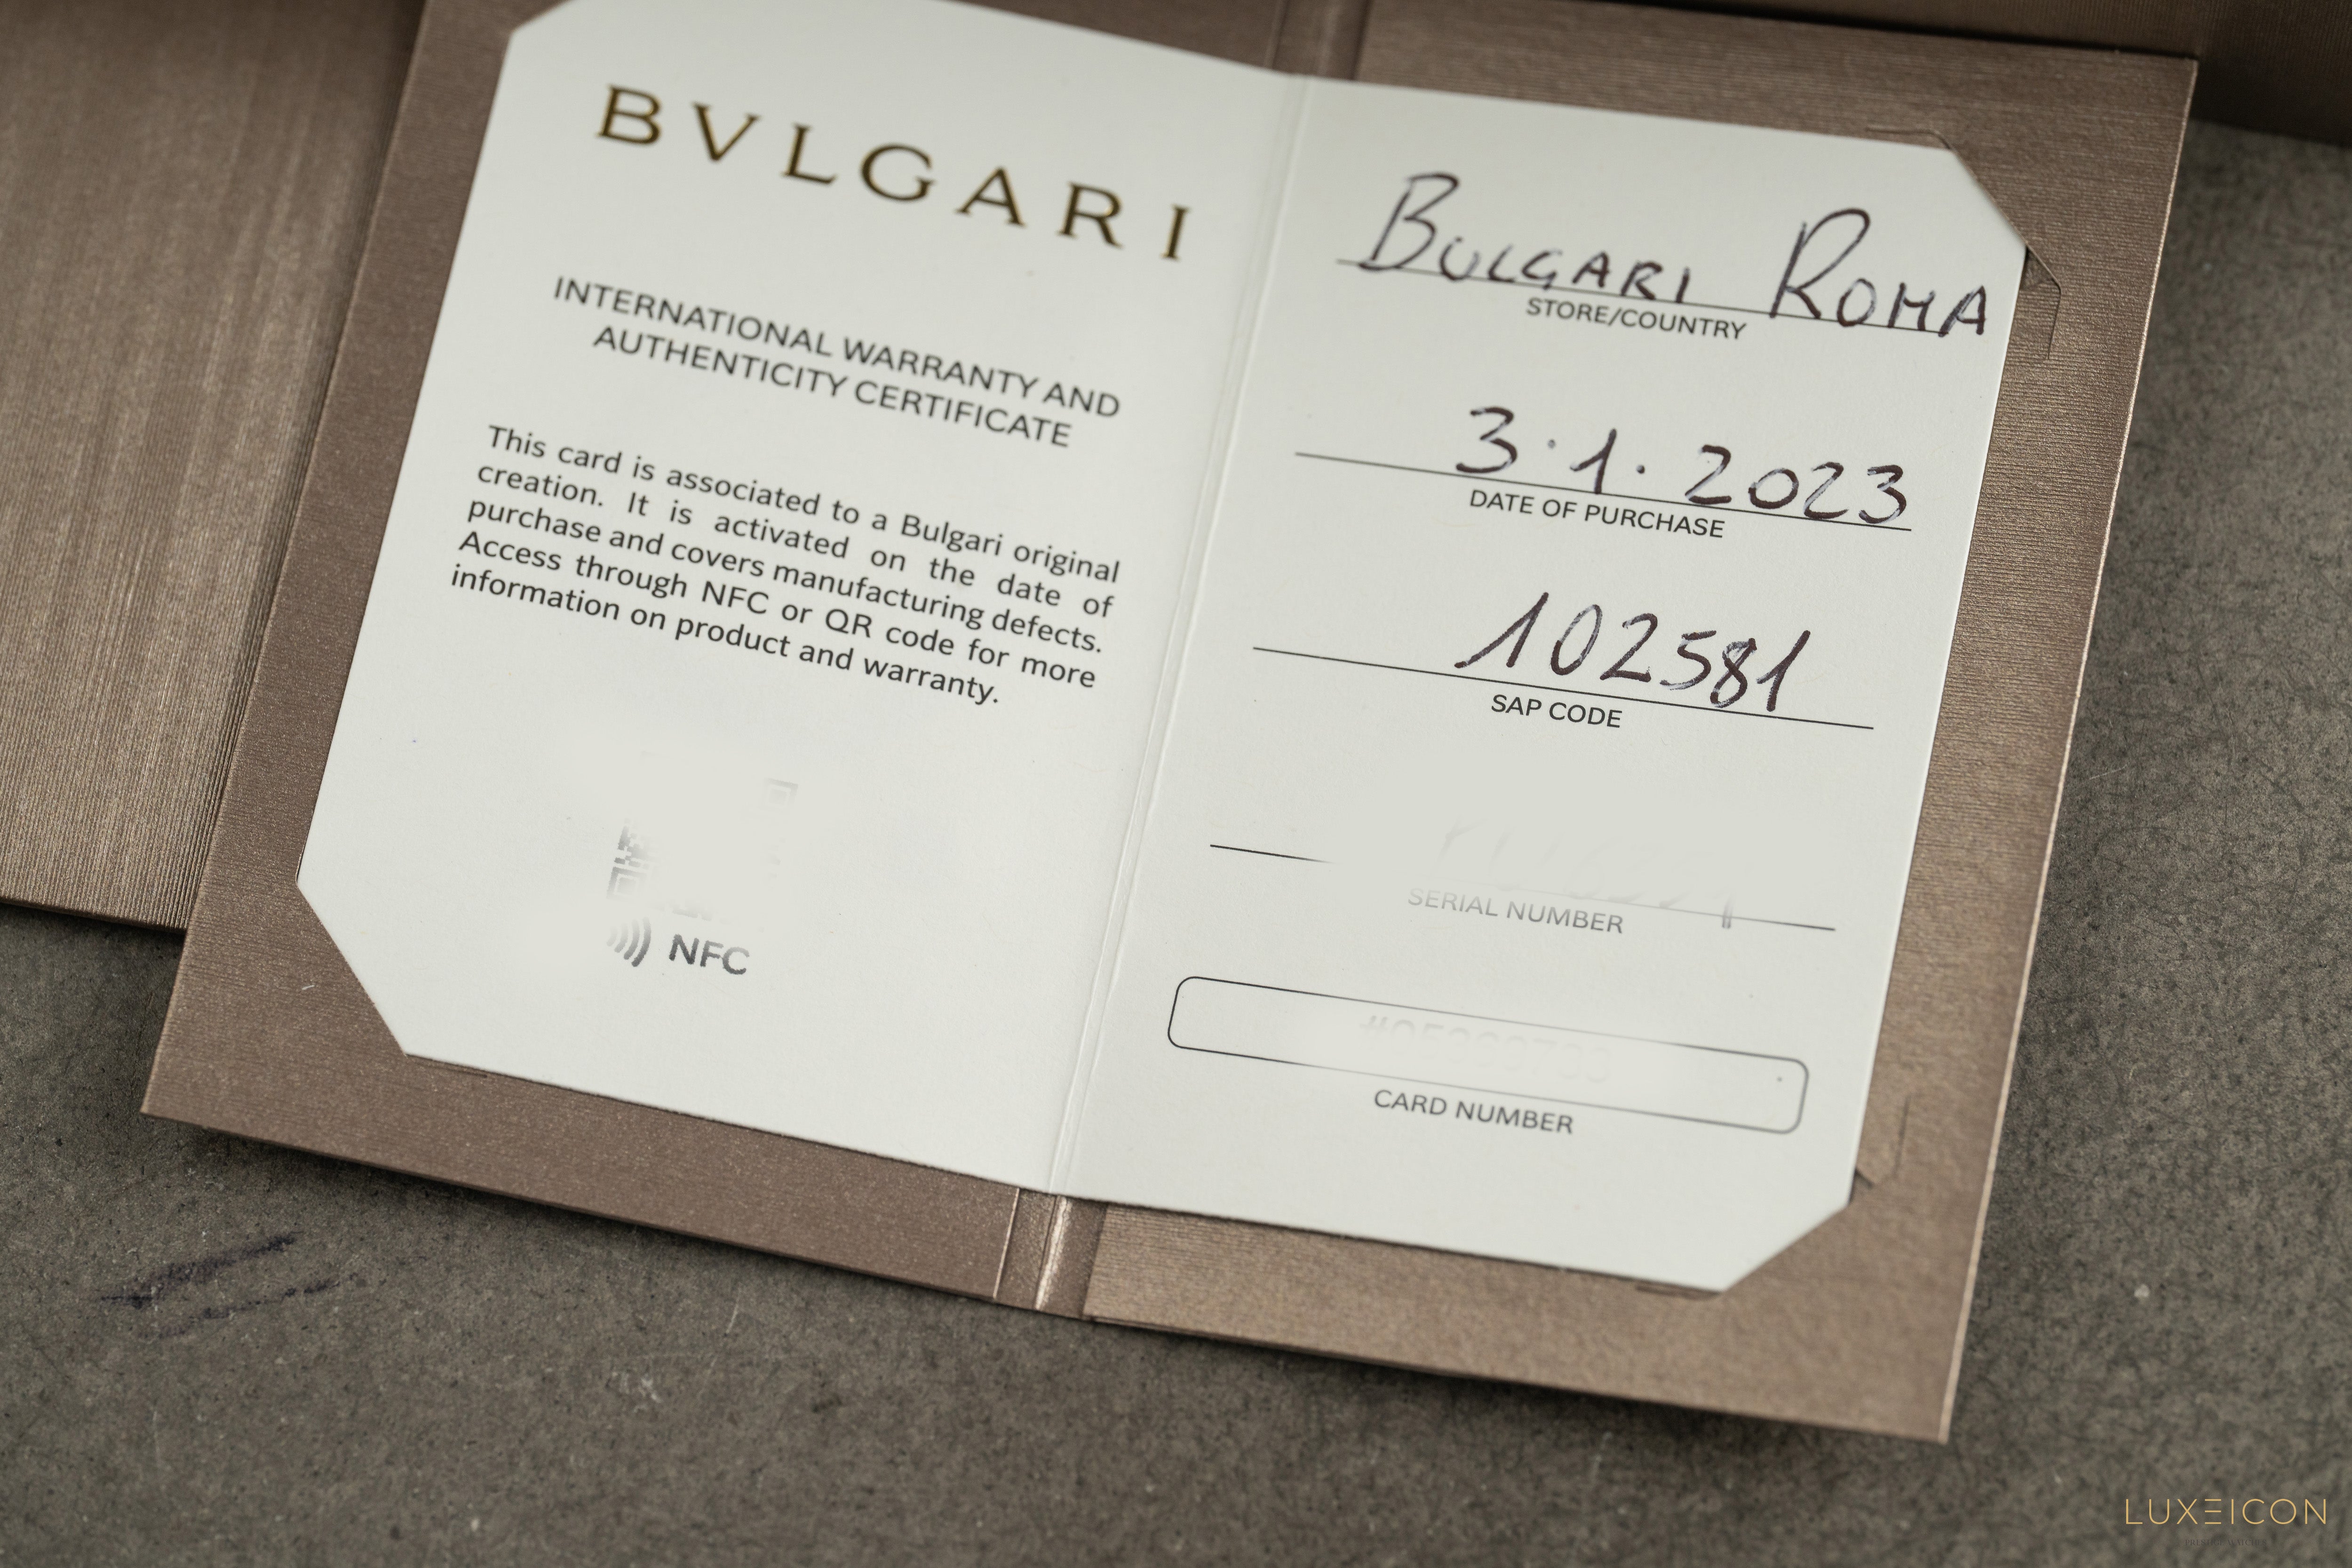 BVLGARI
INTERNATIONAL WARRANTY AND
AUTHENTICITY CERTIFICATE
This card is associated to a Bulgari original
creation. It is activated on the date of
purchase and covers manufacturing defects.
Access through NFC or QR code for more
information on product and warranty.
NFC
BULGARI ROMA
STORE/COUNTRY
3.1.2023
DATE OF PURCHASE
102581
SAP CODE
SERIAL NUMBER
CARD NUMBER
LUXEICON